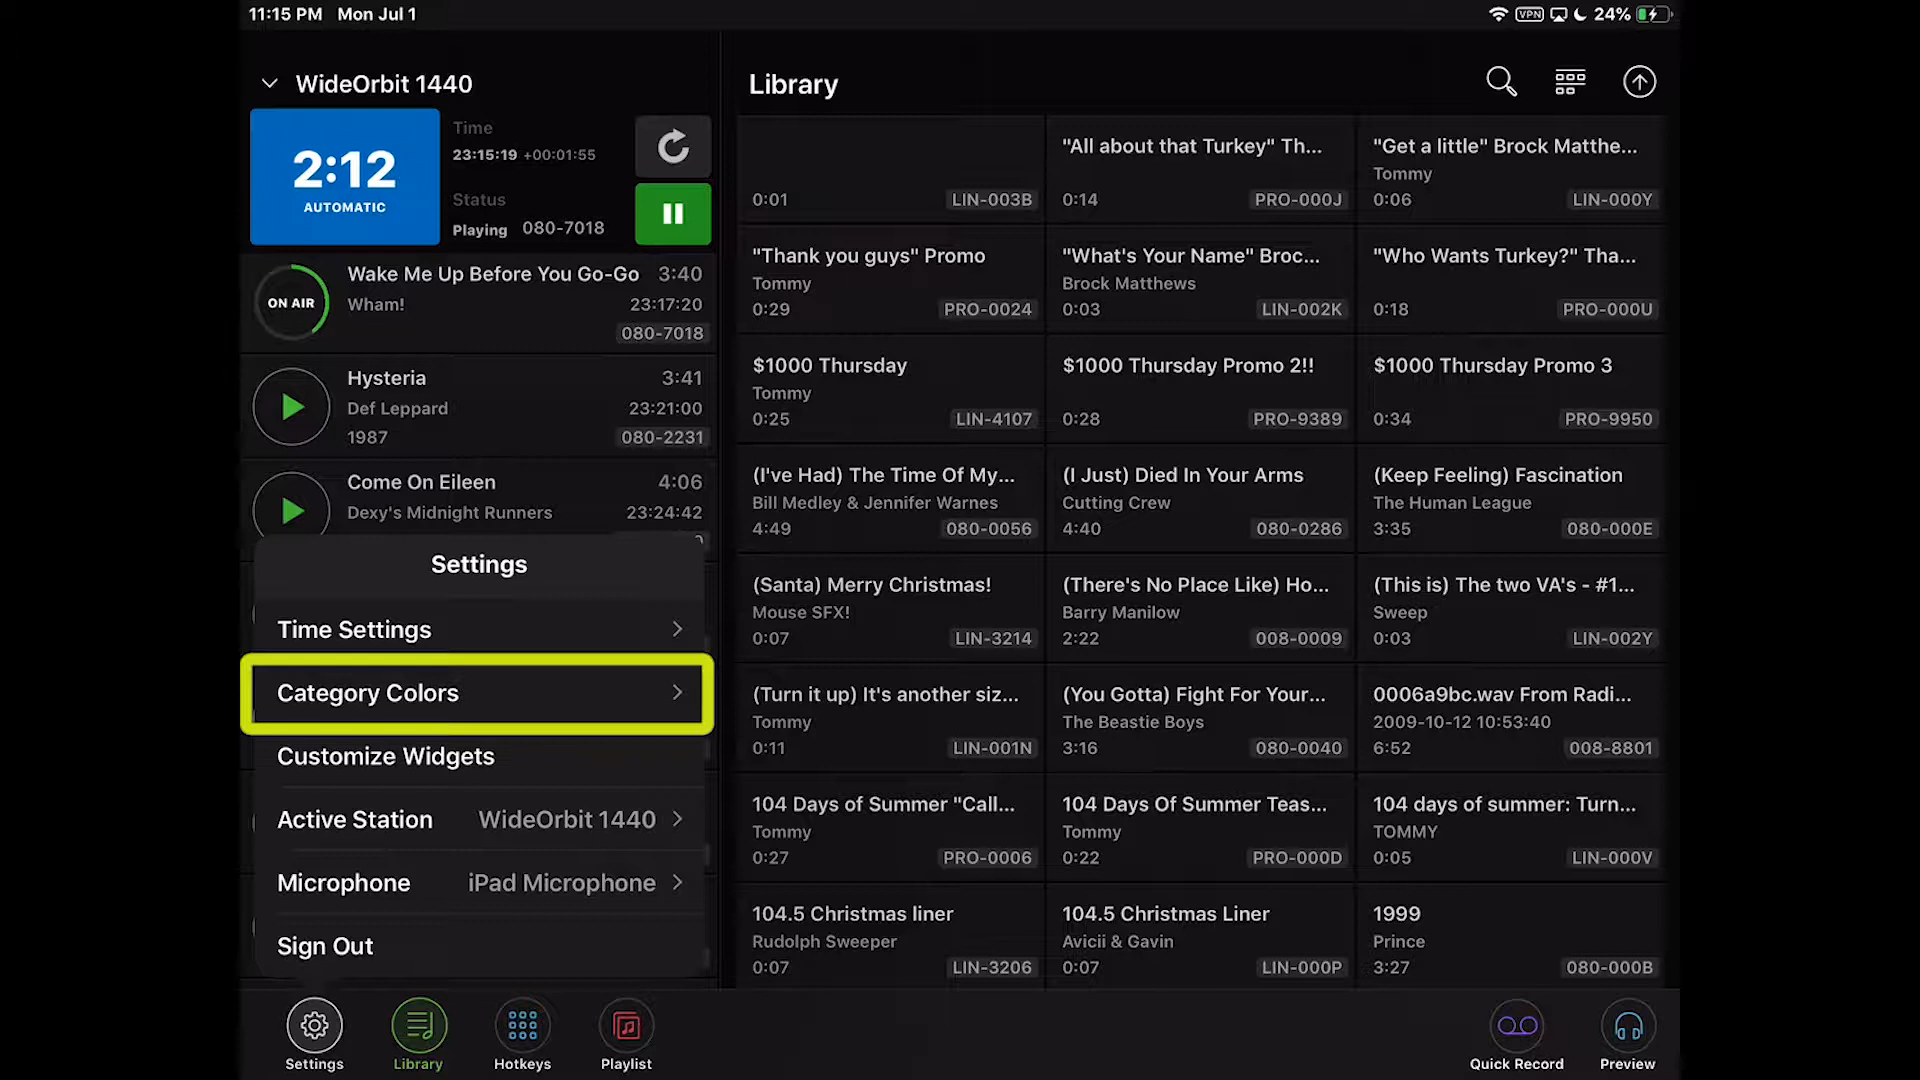 11:15 PM Mon Jul 1
VPN 24%
WideOrbit 1440
2:12
AUTOMATIC
Time
23:15:19 +00:01:55
Status
Playing 080-7018
ON AIR
Wake Me Up Before You Go-Go 3:40
Wham! 23:17:20
080-7018
Hysteria 3:41
Def Leppard 23:21:00
1987 080-2231
Come On Eileen 4:06
Dexy's Midnight Runners 23:24:42
Settings
Time Settings
Category Colors
Customize Widgets
Active Station WideOrbit 1440
Microphone iPad Microphone
Sign Out
Library
0:01 LIN-003B
"All about that Turkey" Th...
0:14 PRO-000J
"Get a little" Brock Matthe...
Tommy
0:06 LIN-000Y
"Thank you guys" Promo
Tommy
0:29 PRO-0024
"What's Your Name" Broc...
Brock Matthews
0:03 LIN-002K
"Who Wants Turkey?" Tha...
0:18 PRO-000U
$1000 Thursday
Tommy
0:25 LIN-4107
$1000 Thursday Promo 2!!
0:28 PRO-9389
$1000 Thursday Promo 3
0:34 PRO-9950
(I've Had) The Time Of My...
Bill Medley & Jennifer Warnes
4:49 080-0056
(I Just) Died In Your Arms
Cutting Crew
4:40 080-0286
(Keep Feeling) Fascination
The Human League
3:35 080-000E
(Santa) Merry Christmas!
Mouse SFX!
0:07 LIN-3214
(There's No Place Like) Ho...
Barry Manilow
2:22 008-0009
(This is) The two VA's - #1...
Sweep
0:03 LIN-002Y
(Turn it up) It's another siz...
Tommy
0:11 LIN-001N
(You Gotta) Fight For Your...
The Beastie Boys
3:16 080-0040
0006a9bc.wav From Radi...
2009-10-12 10:53:40
6:52 008-8801
104 Days of Summer "Call...
Tommy
0:27 PRO-0006
104 Days Of Summer Teas...
Tommy
0:22 PRO-000D
104 days of summer: Turn...
TOMMY
0:05 LIN-000V
104.5 Christmas liner
Rudolph Sweeper
0:07 LIN-3206
104.5 Christmas Liner
Avicii & Gavin
0:07 LIN-000P
1999
Prince
3:27 080-000B
Settings
Library
Hotkeys
Playlist
Quick Record
Preview